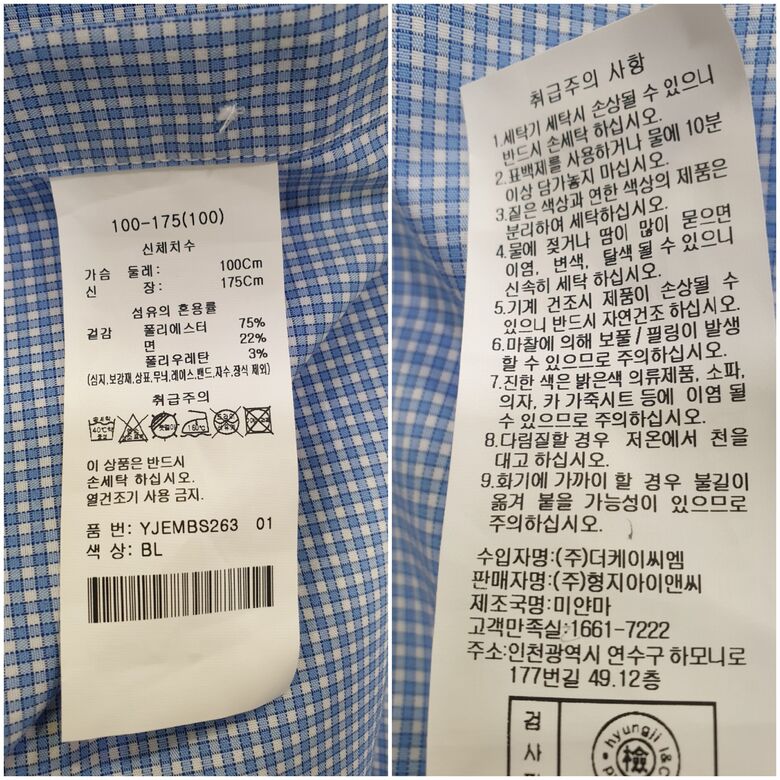 100-175(100)
신체치수
가슴 둘레: 100Cm
신 장: 175Cm
섬유의 혼용률
겉감 폴리에스터 75%
면 22%
폴리우레탄 3%
(심지,보강재,상표,무늬,레이스,밴드,자수,장식 제외)
취급주의
이 상품은 반드시
손세탁 하십시오.
열건조기 사용 금지.
품 번: YJEMBS263 01
색 상: BL
취급주의 사항
1.세탁기 세탁시 손상될 수 있으니
반드시 손세탁 하십시오.
2.표백제를 사용하거나 물에 10분
이상 담가놓지 마십시오.
3.짙은 색상과 연한 색상의 제품은
분리하여 세탁하십시오.
4.물에 젖거나 땀이 많이 묻으면
이염, 변색, 탈색 될 수 있으니
신속히 세탁 하십시오.
5.기계 건조시 제품이 손상될 수
있으니 반드시 자연건조 하십시오.
6.마찰에 의해 보풀/필링이 발생
할 수 있으므로 주의하십시오.
7.진한 색은 밝은색 의류제품, 소파,
의자, 카 가죽시트 등에 이염 될
수 있으므로 주의하십시오.
8.다림질할 경우 저온에서 천을
대고 하십시오.
9.화기에 가까이 할 경우 불길이
옮겨 붙을 가능성이 있으므로
주의하십시오.
수입자명:(주)더케이씨엠
판매자명:(주)형지아이앤씨
제조국명:미얀마
고객만족실:1661-7222
주소:인천광역시 연수구 하모니로
177번길 49.12층
검
사
hyungji I&C
檢